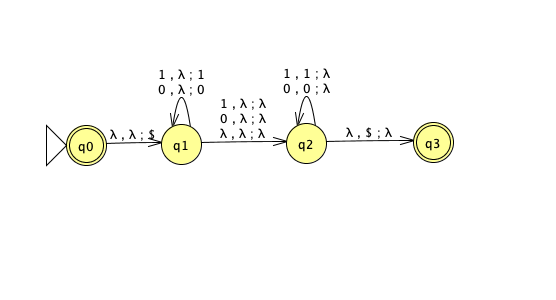 1 , λ ; 1
0 , λ ; 0
1 , 1 ; λ
0 , 0 ; λ
1 , λ ; λ
0 , λ ; λ
λ , λ ; λ
λ , λ ; $
λ , $ ; λ
q0
q1
q2
q3